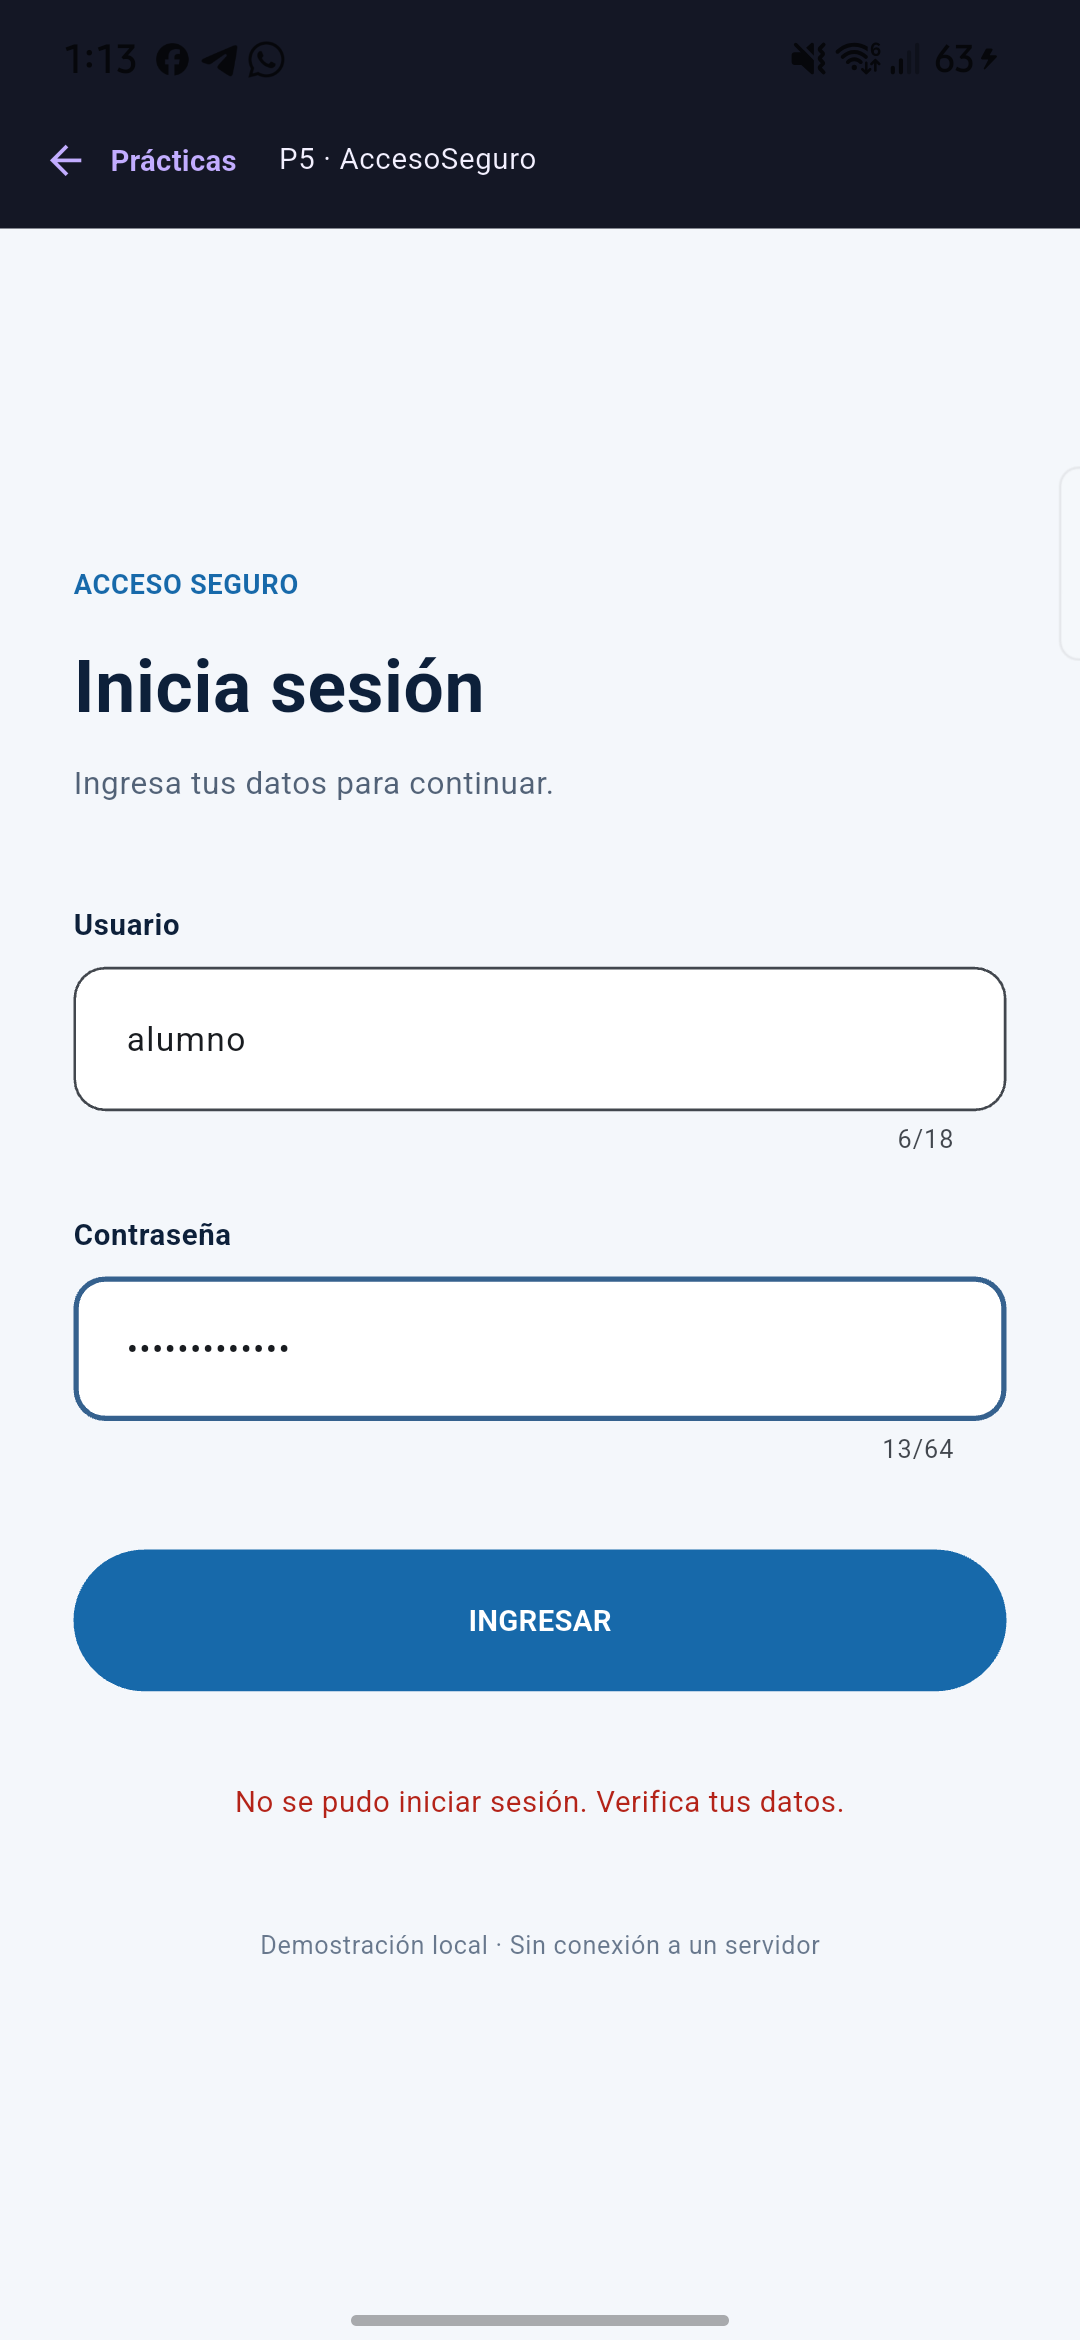 1:13 6 63
Prácticas P5 · AccesoSeguro
ACCESO SEGURO
Inicia sesión
Ingresa tus datos para continuar.
Usuario
alumno
6/18
Contraseña
•••••••••••••
13/64
INGRESAR
No se pudo iniciar sesión. Verifica tus datos.
Demostración local · Sin conexión a un servidor